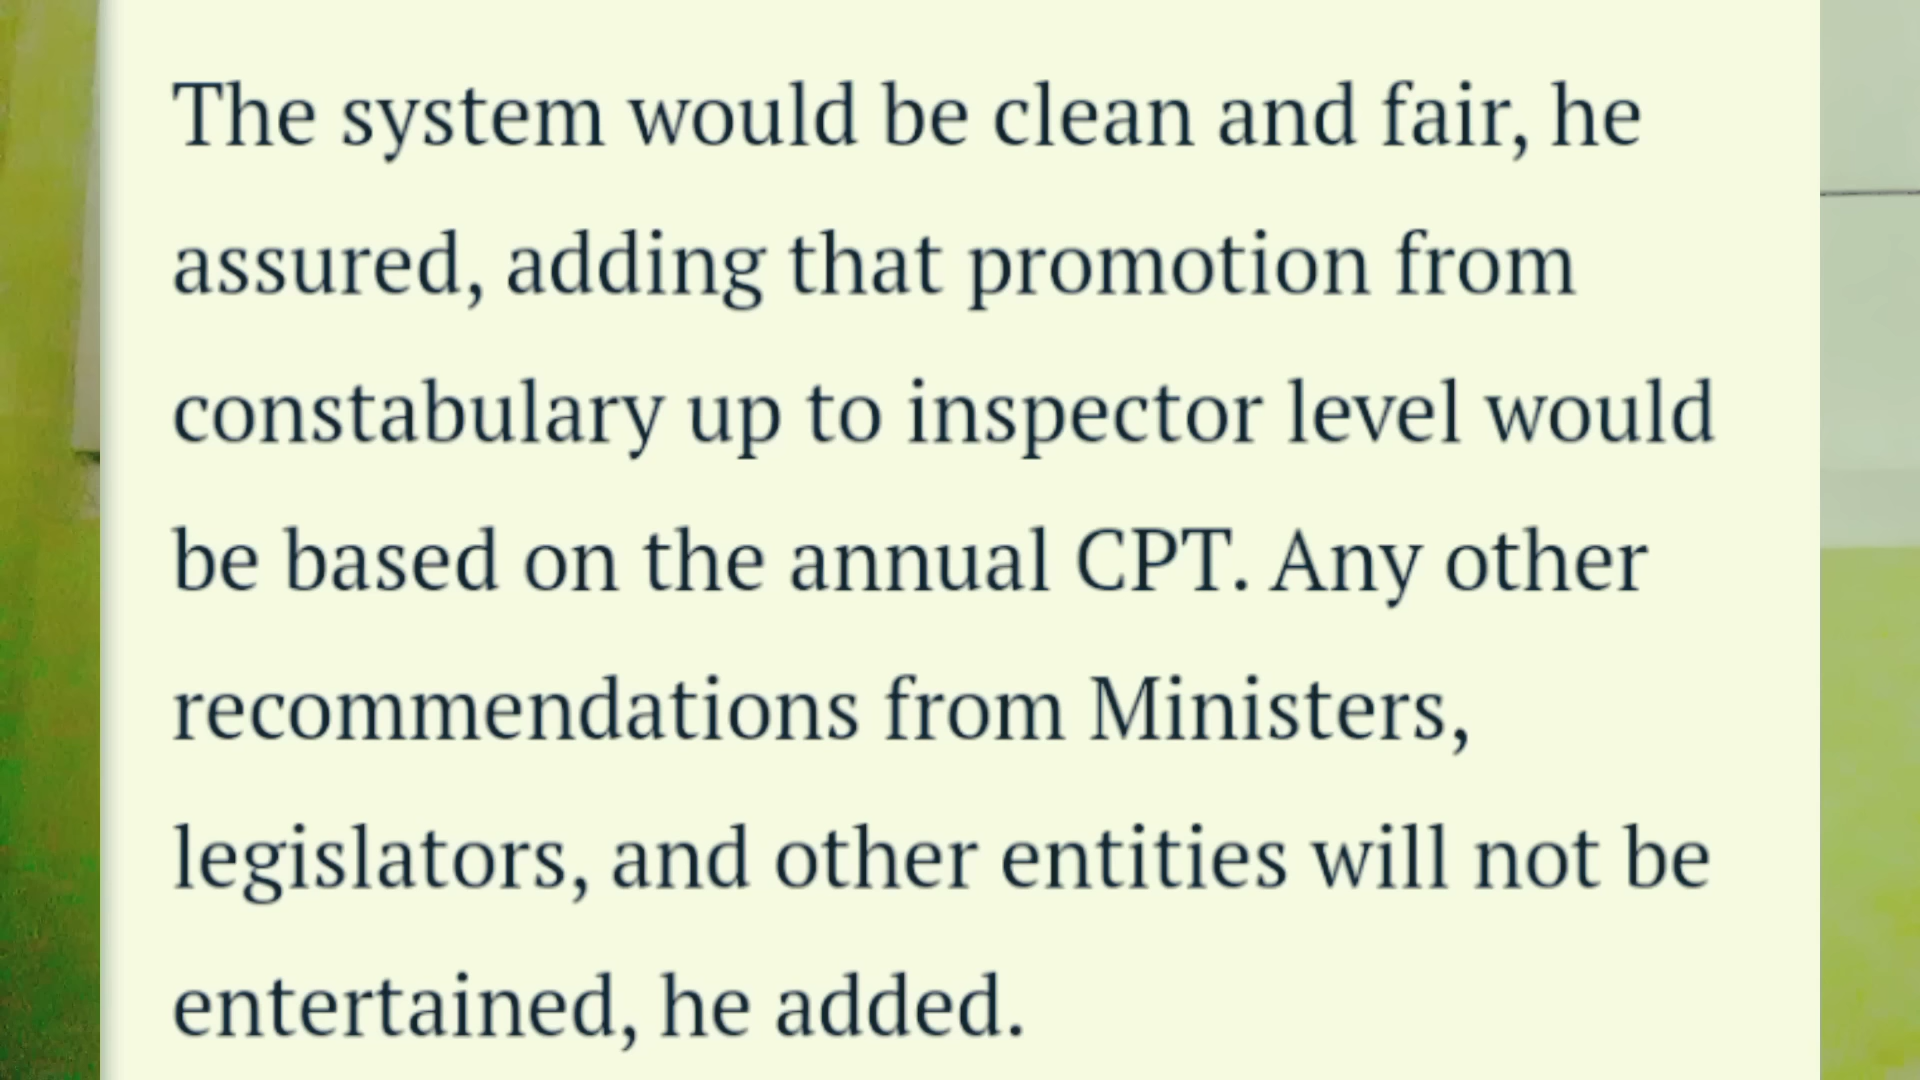 The system would be clean and fair, he
assured, adding that promotion from
constabulary up to inspector level would
be based on the annual CPT. Any other
recommendations from Ministers,
legislators, and other entities will not be
entertained, he added.